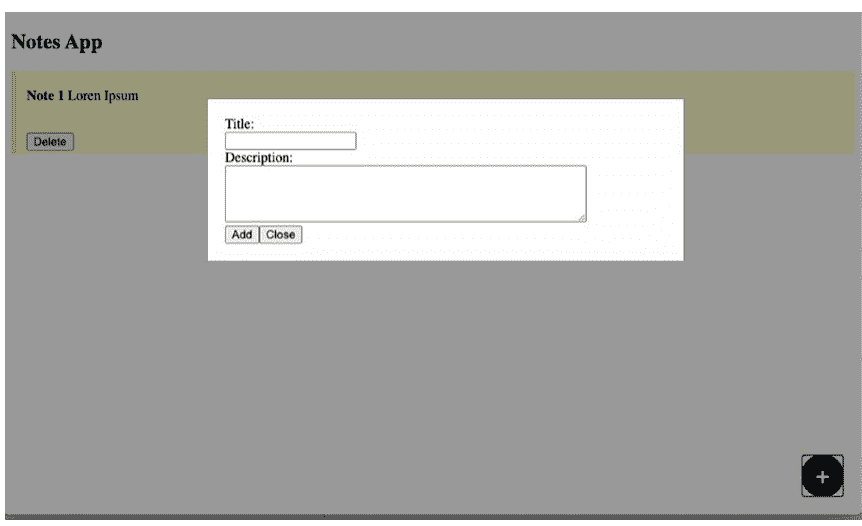 Notes App
Note 1 Loren Ipsum
Delete
Title:
Description:
Add Close
+